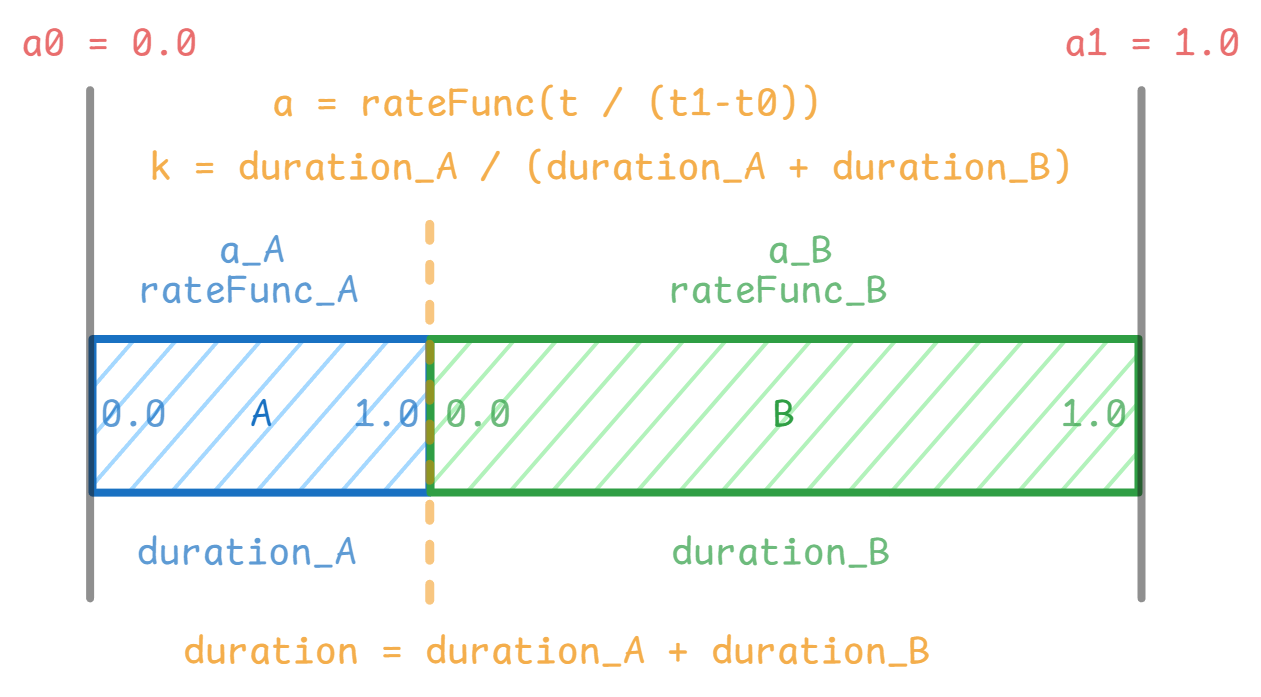 a0 = 0.0
a1 = 1.0
a = rateFunc(t / (t1-t0))
k = duration_A / (duration_A + duration_B)
a_A
rateFunc_A
a_B
rateFunc_B
0.0 A 1.0
0.0 B 1.0
duration_A
duration_B
duration = duration_A + duration_B